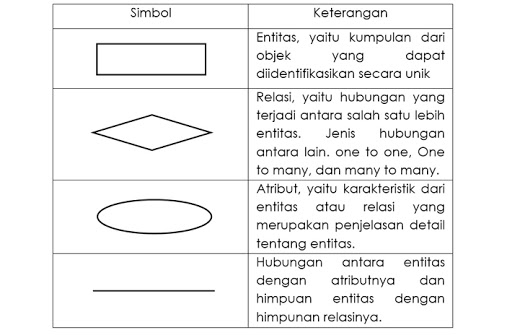 Simbol
Keterangan
Entitas, yaitu kumpulan dari
objek yang dapat
diidentifikasikan secara unik
Relasi, yaitu hubungan yang
terjadi antara salah satu lebih
entitas. Jenis hubungan
antara lain. one to one, One
to many, dan many to many.
Atribut, yaitu karakteristik dari
entitas atau relasi yang
merupakan penjelasan detail
tentang entitas.
Hubungan antara entitas
dengan atributnya dan
himpuan entitas dengan
himpunan relasinya.